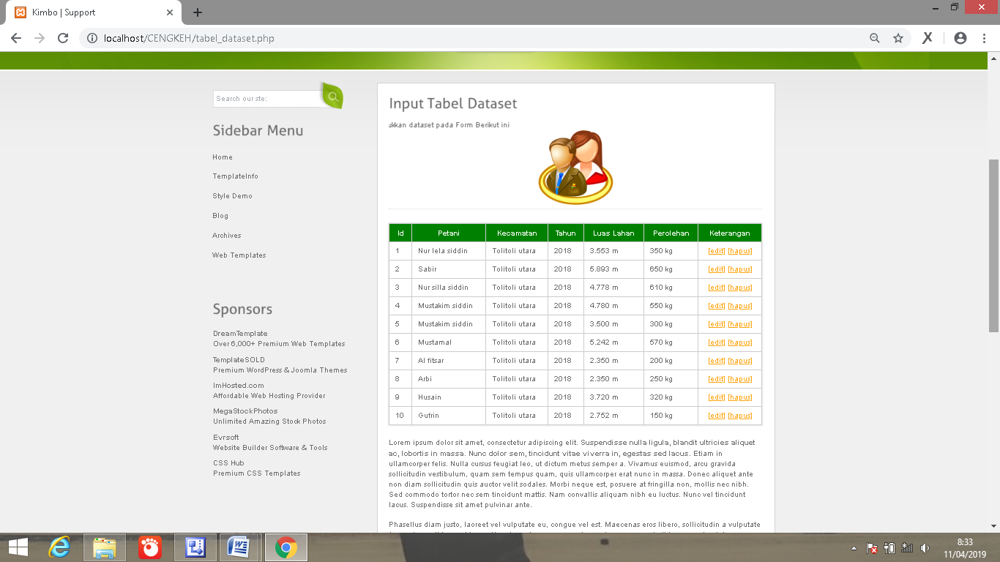 Kimbo | Support
localhost/CENGKEH/tabel_dataset.php
Search our ste:
Sidebar Menu
Home
TemplateInfo
Style Demo
Blog
Archives
Web Templates
Sponsors
DreamTemplate
Over 6,000+ Premium Web Templates
TemplateSOLD
Premium WordPress & Joomla Themes
ImHosted.com
Affordable Web Hosting Provider
MegaStockPhotos
Unlimited Amazing Stock Photos
Evrsoft
Website Builder Software & Tools
CSS Hub
Premium CSS Templates
Input Tabel Dataset
ukkan dataset pada Form Berikut ini
Id Petani Kecamatan Tahun Luas Lahan Perolehan Keterangan
1 Nur lela siddin Tolitoli utara 2018 3.553 m 350 kg [edit] [hapus]
2 Sabir Tolitoli utara 2018 5.893 m 650 kg [edit] [hapus]
3 Nur silla siddin Tolitoli utara 2018 4.778 m 610 kg [edit] [hapus]
4 Mustakim siddin Tolitoli utara 2018 4.780 m 550 kg [edit] [hapus]
5 Mustakim siddin Tolitoli utara 2018 3.500 m 300 kg [edit] [hapus]
6 Mustamal Tolitoli utara 2018 5.242 m 570 kg [edit] [hapus]
7 Al fitsar Tolitoli utara 2018 2.350 m 200 kg [edit] [hapus]
8 Arbi Tolitoli utara 2018 2.350 m 250 kg [edit] [hapus]
9 Husain Tolitoli utara 2018 3.720 m 320 kg [edit] [hapus]
10 Gufrin Tolitoli utara 2018 2.752 m 150 kg [edit] [hapus]
Lorem ipsum dolor sit amet, consectetur adipiscing elit. Suspendisse nulla ligula, blandit ultricies aliquet
ac, lobortis in massa. Nunc dolor sem, tincidunt vitae viverra in, egestas sed lacus. Etiam in
ullamcorper felis. Nulla cursus feugiat leo, ut dictum metus semper a. Vivamus euismod, arcu gravida
sollicitudin vestibulum, quam sem tempus quam, quis ullamcorper erat nunc in massa. Donec aliquet ante
non diam sollicitudin quis auctor velit sodales. Morbi neque est, posuere at fringilla non, mollis nec nibh.
Sed commodo tortor nec sem tincidunt mattis. Nam convallis aliquam nibh eu luctus. Nunc vel tincidunt
lacus. Suspendisse sit amet pulvinar ante.
Phasellus diam justo, laoreet vel vulputate eu, congue vel est. Maecenas eros libero, sollicitudin a vulputate
8:33
11/04/2019